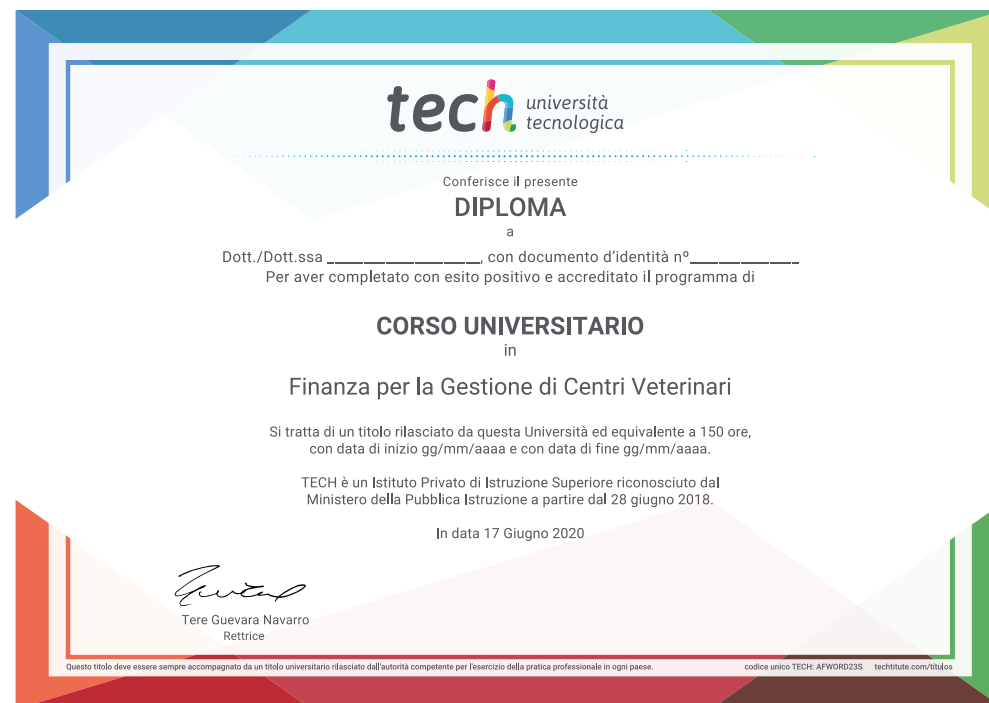 tech università
tecnologica
Conferisce il presente
DIPLOMA
a
Dott./Dott.ssa ____________________, con documento d'identità nº______________
Per aver completato con esito positivo e accreditato il programma di
CORSO UNIVERSITARIO
in
Finanza per la Gestione di Centri Veterinari
Si tratta di un titolo rilasciato da questa Università ed equivalente a 150 ore,
con data di inizio gg/mm/aaaa e con data di fine gg/mm/aaaa.
TECH è un Istituto Privato di Istruzione Superiore riconosciuto dal
Ministero della Pubblica Istruzione a partire dal 28 giugno 2018.
In data 17 Giugno 2020
Tere Guevara Navarro
Rettrice
Questo titolo deve essere sempre accompagnato da un titolo universitario rilasciato dall'autorità competente per l'esercizio della pratica professionale in ogni paese. codice unico TECH: AFWORD23S techtitute.com/titulos